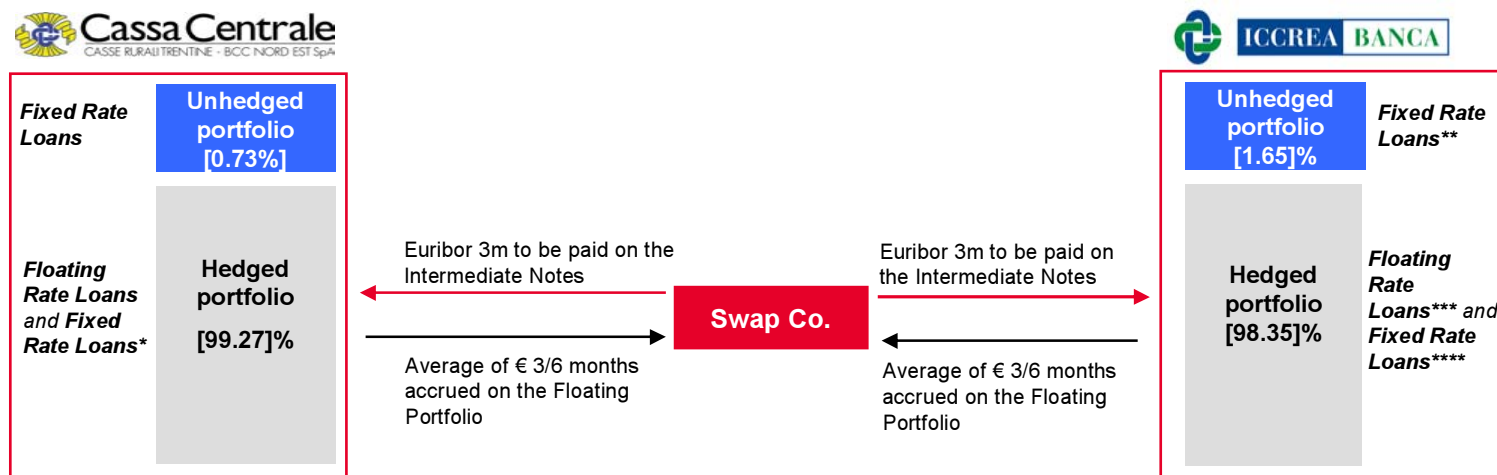 Cassa Centrale
CASSE RURALI TRENTINE - BCC NORD EST SpA
ICCREA BANCA
Fixed Rate
Loans
Unhedged
portfolio
[0.73%]
Unhedged
portfolio
[1.65]%
Fixed Rate
Loans**
Floating
Rate Loans
and Fixed
Rate Loans*
Hedged
portfolio
[99.27]%
Euribor 3m to be paid on the
Intermediate Notes
Average of € 3/6 months
accrued on the Floating
Portfolio
Swap Co.
Euribor 3m to be paid on
the Intermediate Notes
Average of € 3/6 months
accrued on the Floating
Portfolio
Hedged
portfolio
[98.35]%
Floating
Rate
Loans*** and
Fixed Rate
Loans****